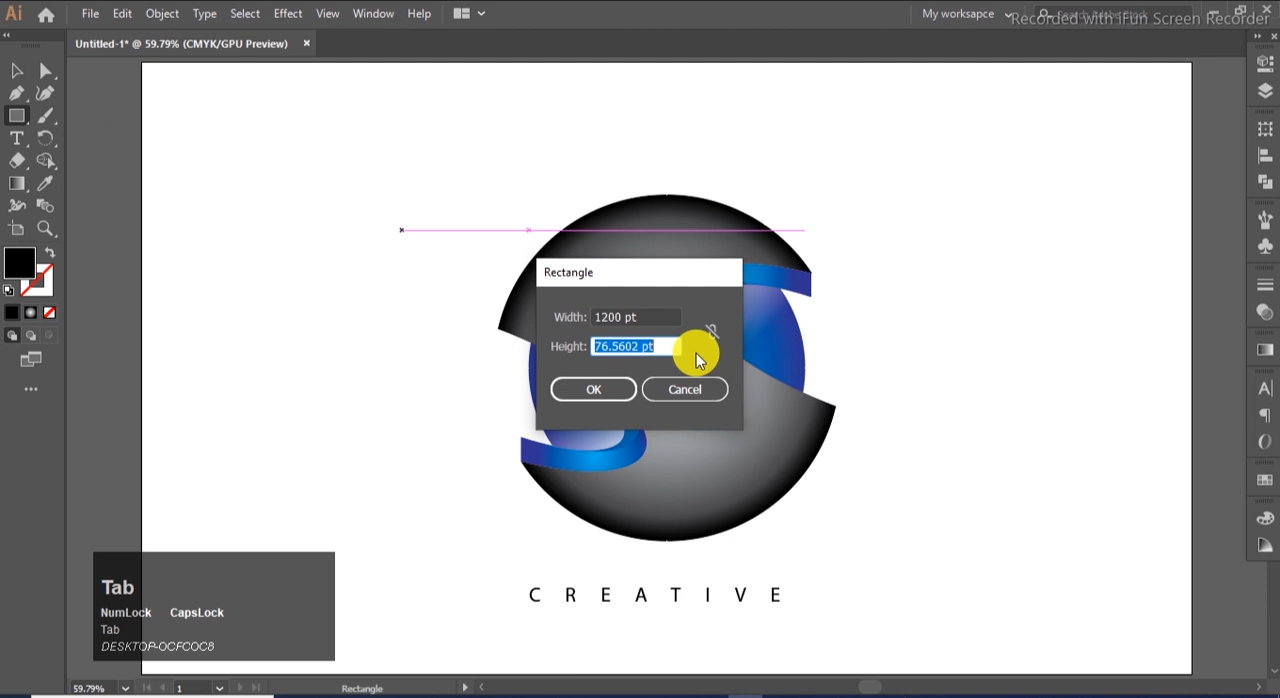 Ai File Edit Object Type Select Effect View Window Help My worksapce
Recorded with iFun Screen Recorder
Untitled-1* @ 59.79% (CMYK/GPU Preview) ×
Rectangle
Width: 1200 pt
Height: 76.5602 pt
OK Cancel
Tab
NumLock CapsLock
Tab
DESKTOP-OCFCOC8
C R E A T I V E
59.79% 1 Rectangle